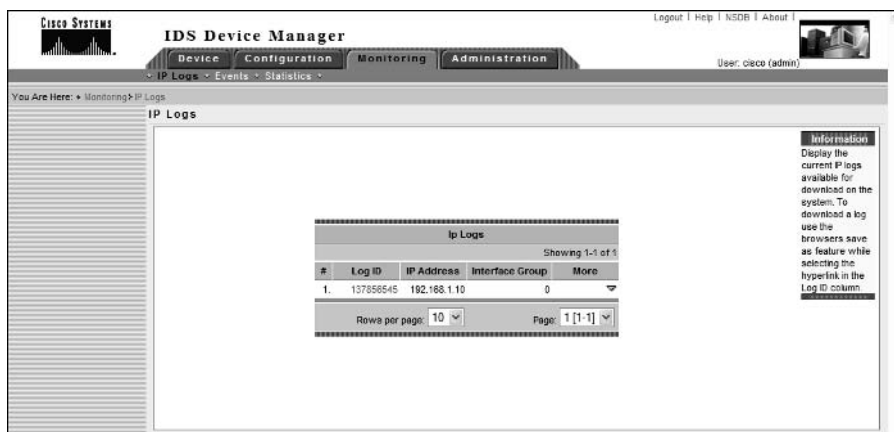 CISCO SYSTEMS
Logout | Help | NSDB | About |
IDS Device Manager
Device Configuration Monitoring Administration
User: cisco (admin)
IP Logs Events Statistics
You Are Here: Monitoring > IP Logs
IP Logs
Information
Display the
current IP logs
available for
download on the
system. To
download a log
use the
browsers save
as feature while
selecting the
hyperlink in the
Log ID column.
Ip Logs
Showing 1-1 of 1
# Log ID IP Address Interface Group More
1. 137856545 192.168.1.10 0
Rows per page: 10 Page: 1 [1-1]